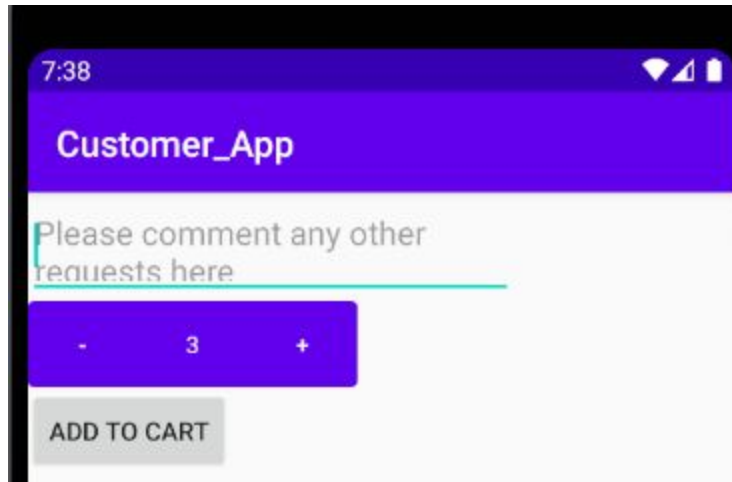 7:38
Customer_App
Please comment any other
requests here
- 3 +
ADD TO CART